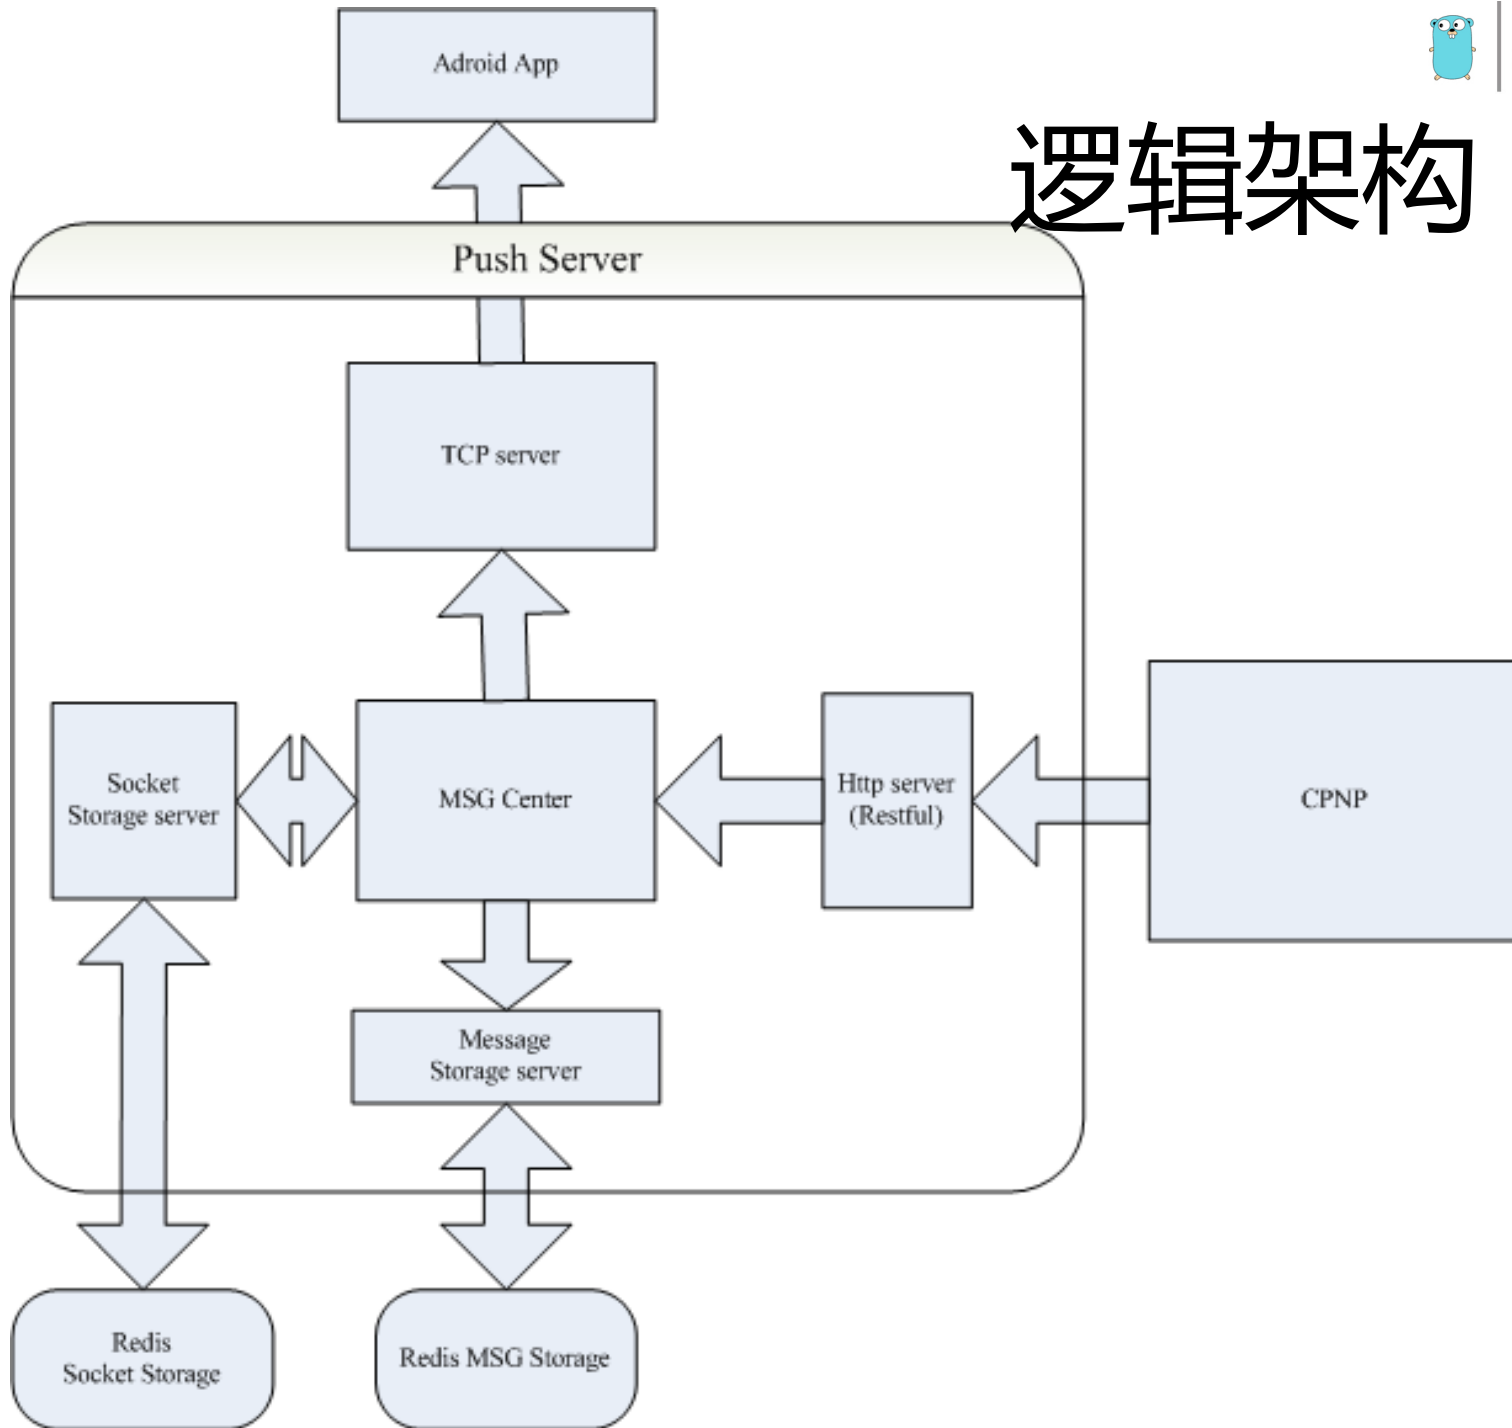 Adroid App
逻辑架构
Push Server
TCP server
Socket
Storage server
MSG Center
Http server
(Restful)
CPNP
Message
Storage server
Redis
Socket Storage
Redis MSG Storage